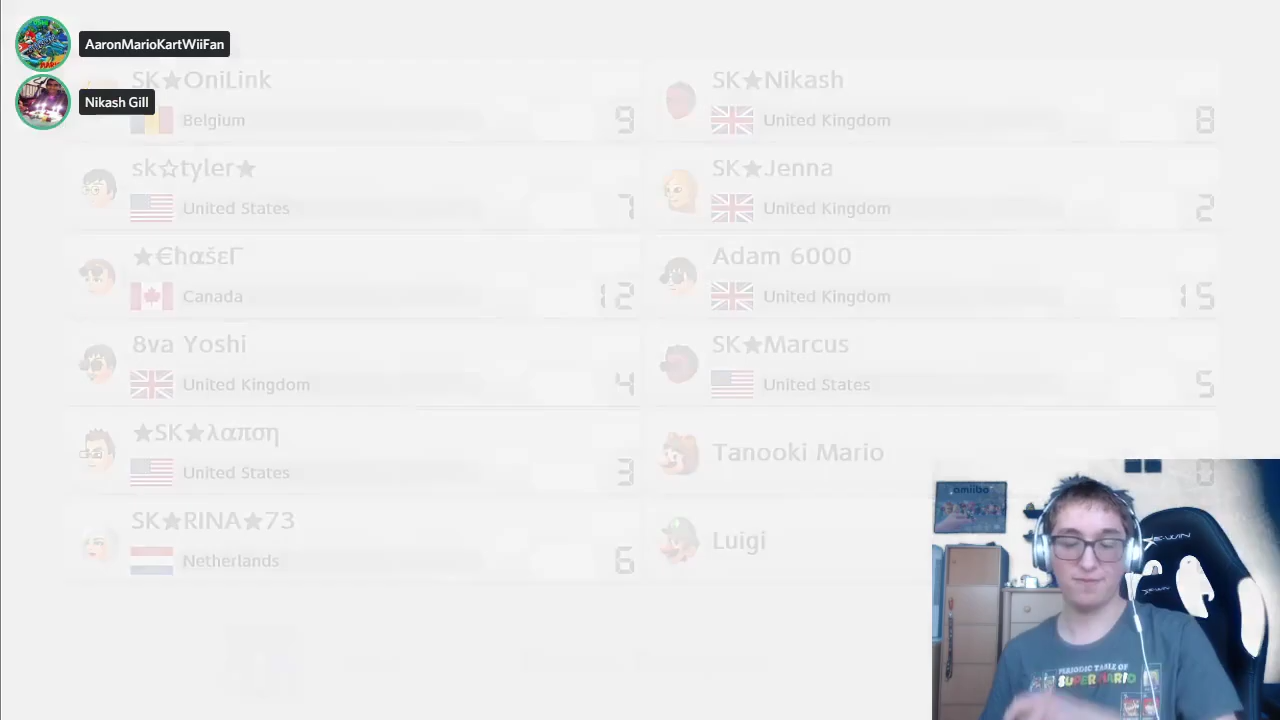 AaronMarioKartWiiFan
Nikash Gill
SK★OniLink
Belgium
9
SK★Nikash
United Kingdom
8
sk☆tyler★
United States
7
SK★Jenna
United Kingdom
2
★€hαšεΓ
Canada
12
Adam 6000
United Kingdom
15
8va Yoshi
United Kingdom
4
SK★Marcus
United States
5
★SK★λαπση
United States
3
Tanooki Mario
SK★RINA★73
Netherlands
6
Luigi
amiibo
PERIODIC TABLE OF
SUPER MARIO